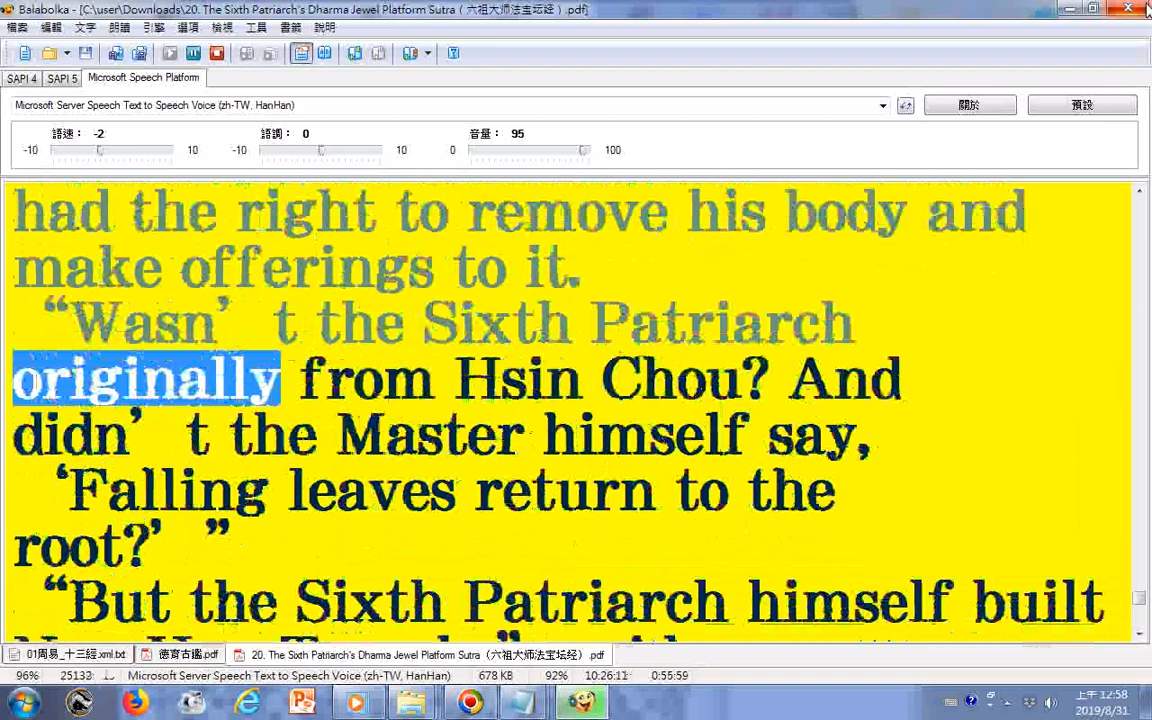 Balabolka - [C:\user\Downloads\20. The Sixth Patriarch's Dharma Jewel Platform Sutra（六祖大师法宝坛经）.pdf]
檔案 編輯 文字 朗讀 引擎 選項 檢視 工具 書籤 說明
SAPI 4 SAPI 5 Microsoft Speech Platform
Microsoft Server Speech Text to Speech Voice (zh-TW, HanHan) 關於 預設
語速： -2 語調： 0 音量： 95
-10 10 -10 10 0 100
had the right to remove his body and
make offerings to it.
“Wasn’ t the Sixth Patriarch
originally from Hsin Chou? And
didn’ t the Master himself say,
‘Falling leaves return to the
root?’ ”
“But the Sixth Patriarch himself built
01周易_十三經.xml.txt 德育古鑑.pdf 20. The Sixth Patriarch's Dharma Jewel Platform Sutra（六祖大师法宝坛经）.pdf
96% 25132 Microsoft Server Speech Text to Speech Voice (zh-TW, HanHan) 678 KB 92% 10:26:11 0:55:59
上午 12:58
2019/8/31